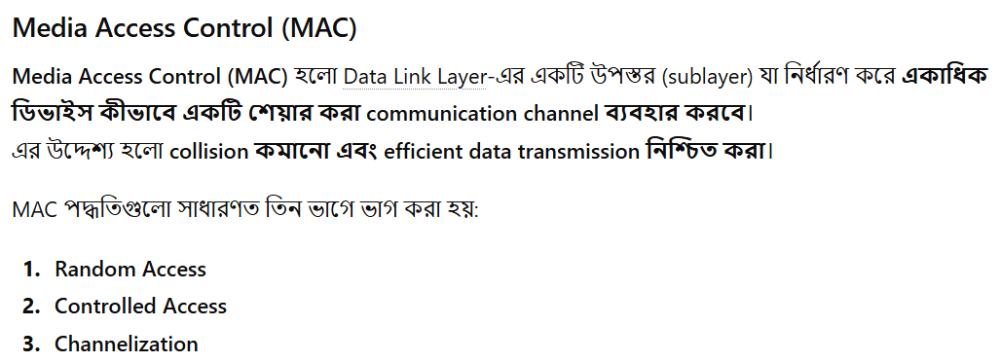 Media Access Control (MAC)
Media Access Control (MAC) হলো Data Link Layer-এর একটি উপস্তর (sublayer) যা নির্ধারণ করে একাধিক
ডিভাইস কীভাবে একটি শেয়ার করা communication channel ব্যবহার করবে।
এর উদ্দেশ্য হলো collision কমানো এবং efficient data transmission নিশ্চিত করা।
MAC পদ্ধতিগুলো সাধারণত তিন ভাগে ভাগ করা হয়:
1. Random Access
2. Controlled Access
3. Channelization